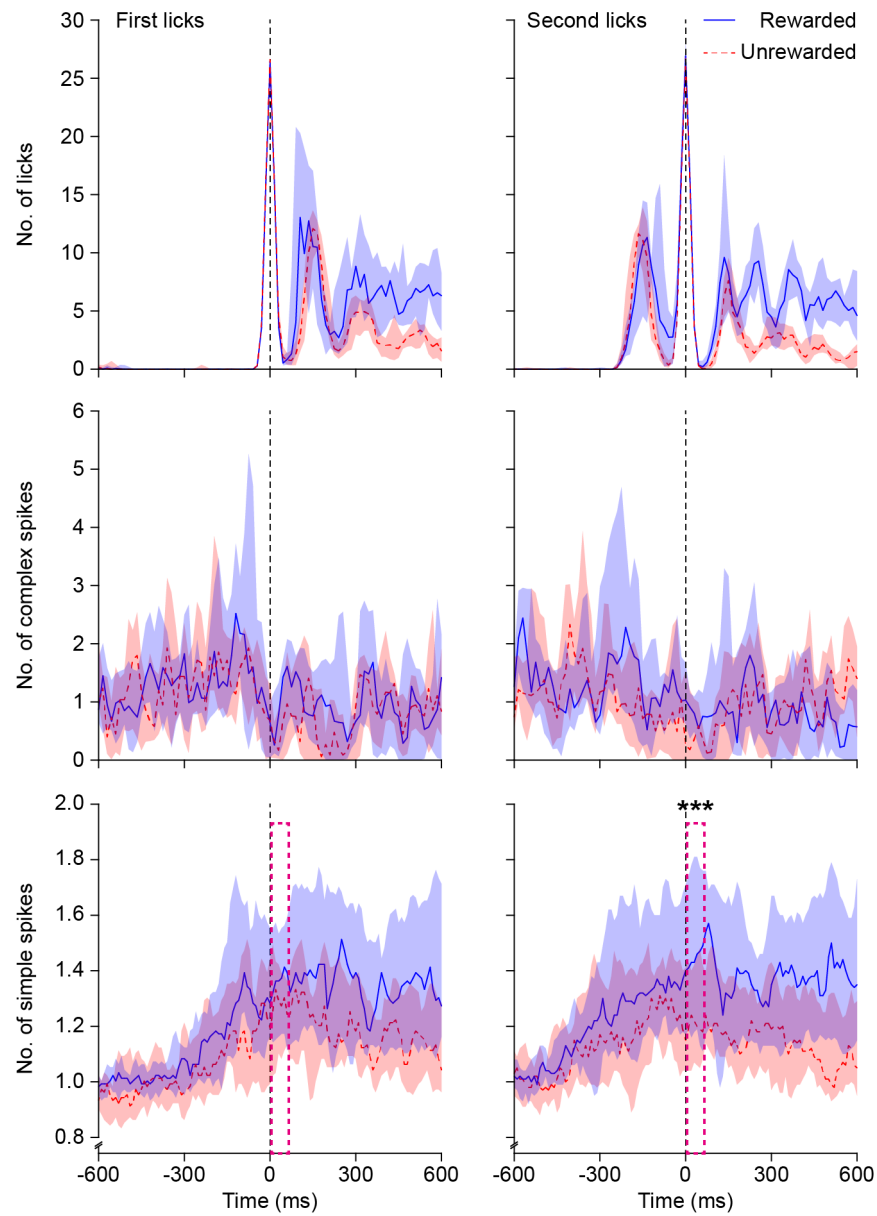 First licks
Second licks
Rewarded
Unrewarded
No. of licks
30
25
20
15
10
5
0
No. of complex spikes
6
5
4
3
2
1
0
***
No. of simple spikes
2.0
1.8
1.6
1.4
1.2
1.0
0.8
-600 -300 0 300 600
Time (ms)
-600 -300 0 300 600
Time (ms)